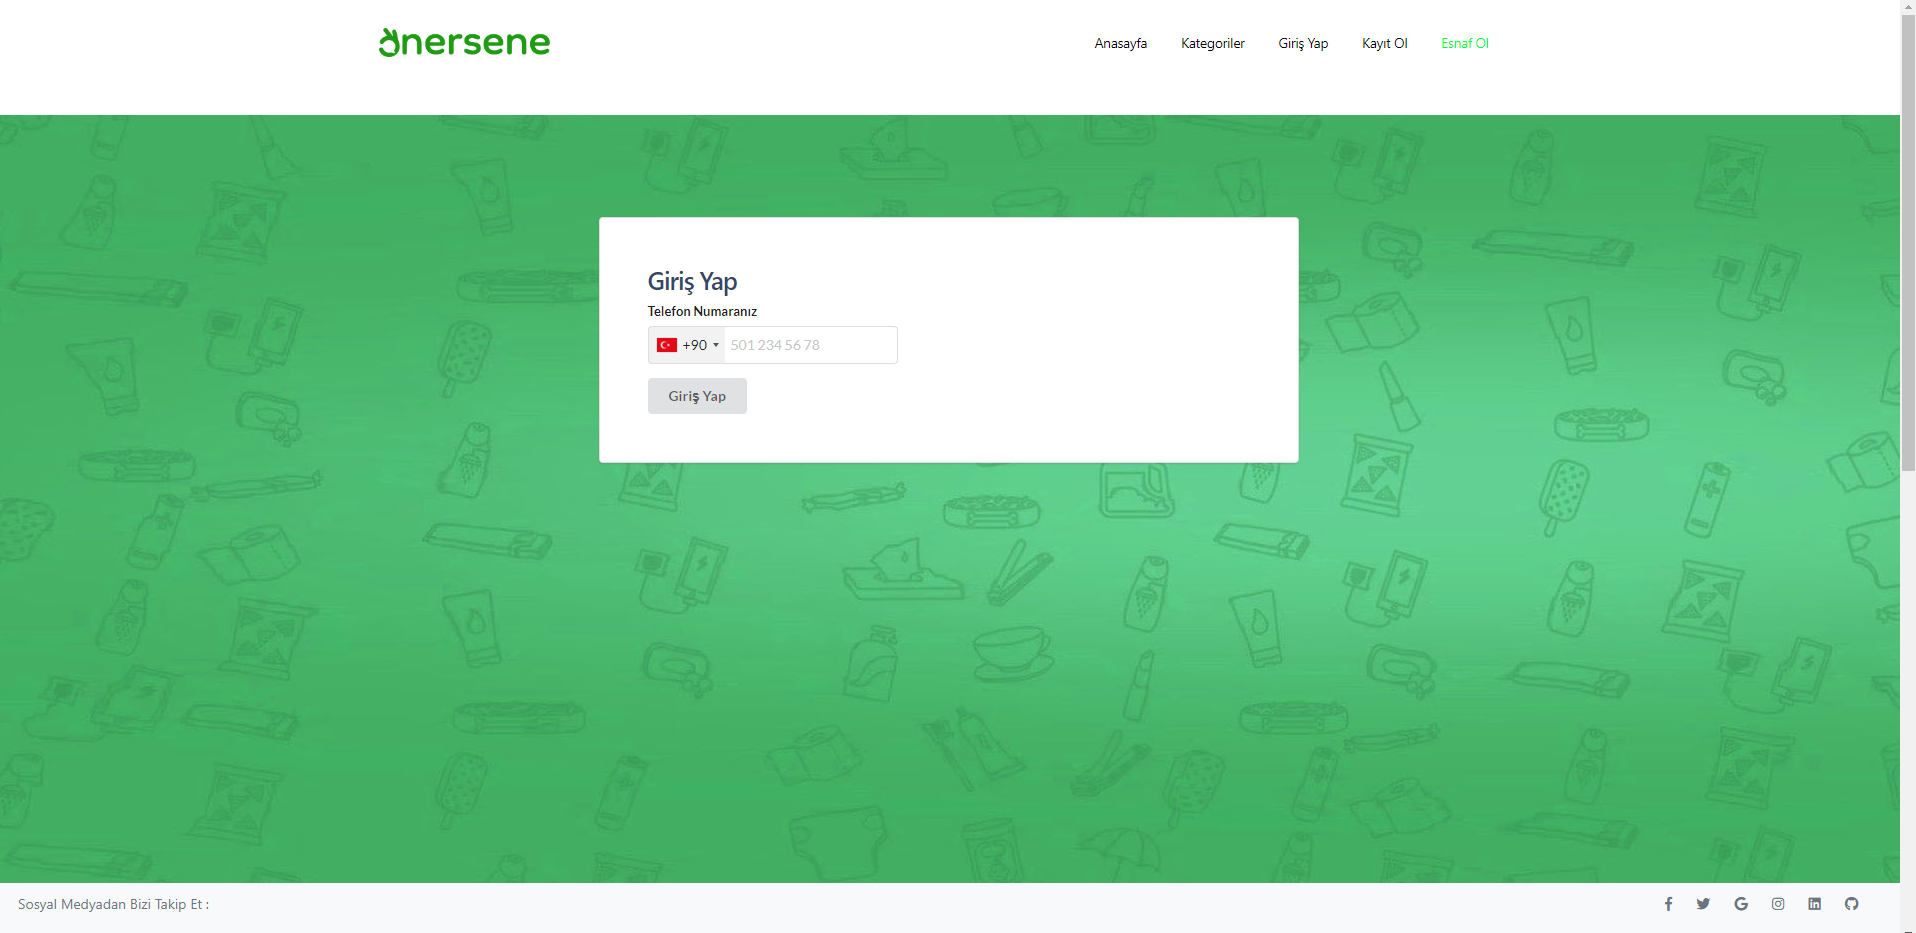 Önersene
Anasayfa Kategoriler Giriş Yap Kayıt Ol Esnaf Ol
Giriş Yap
Telefon Numaranız
+90 501 234 56 78
Giriş Yap
Sosyal Medyadan Bizi Takip Et :